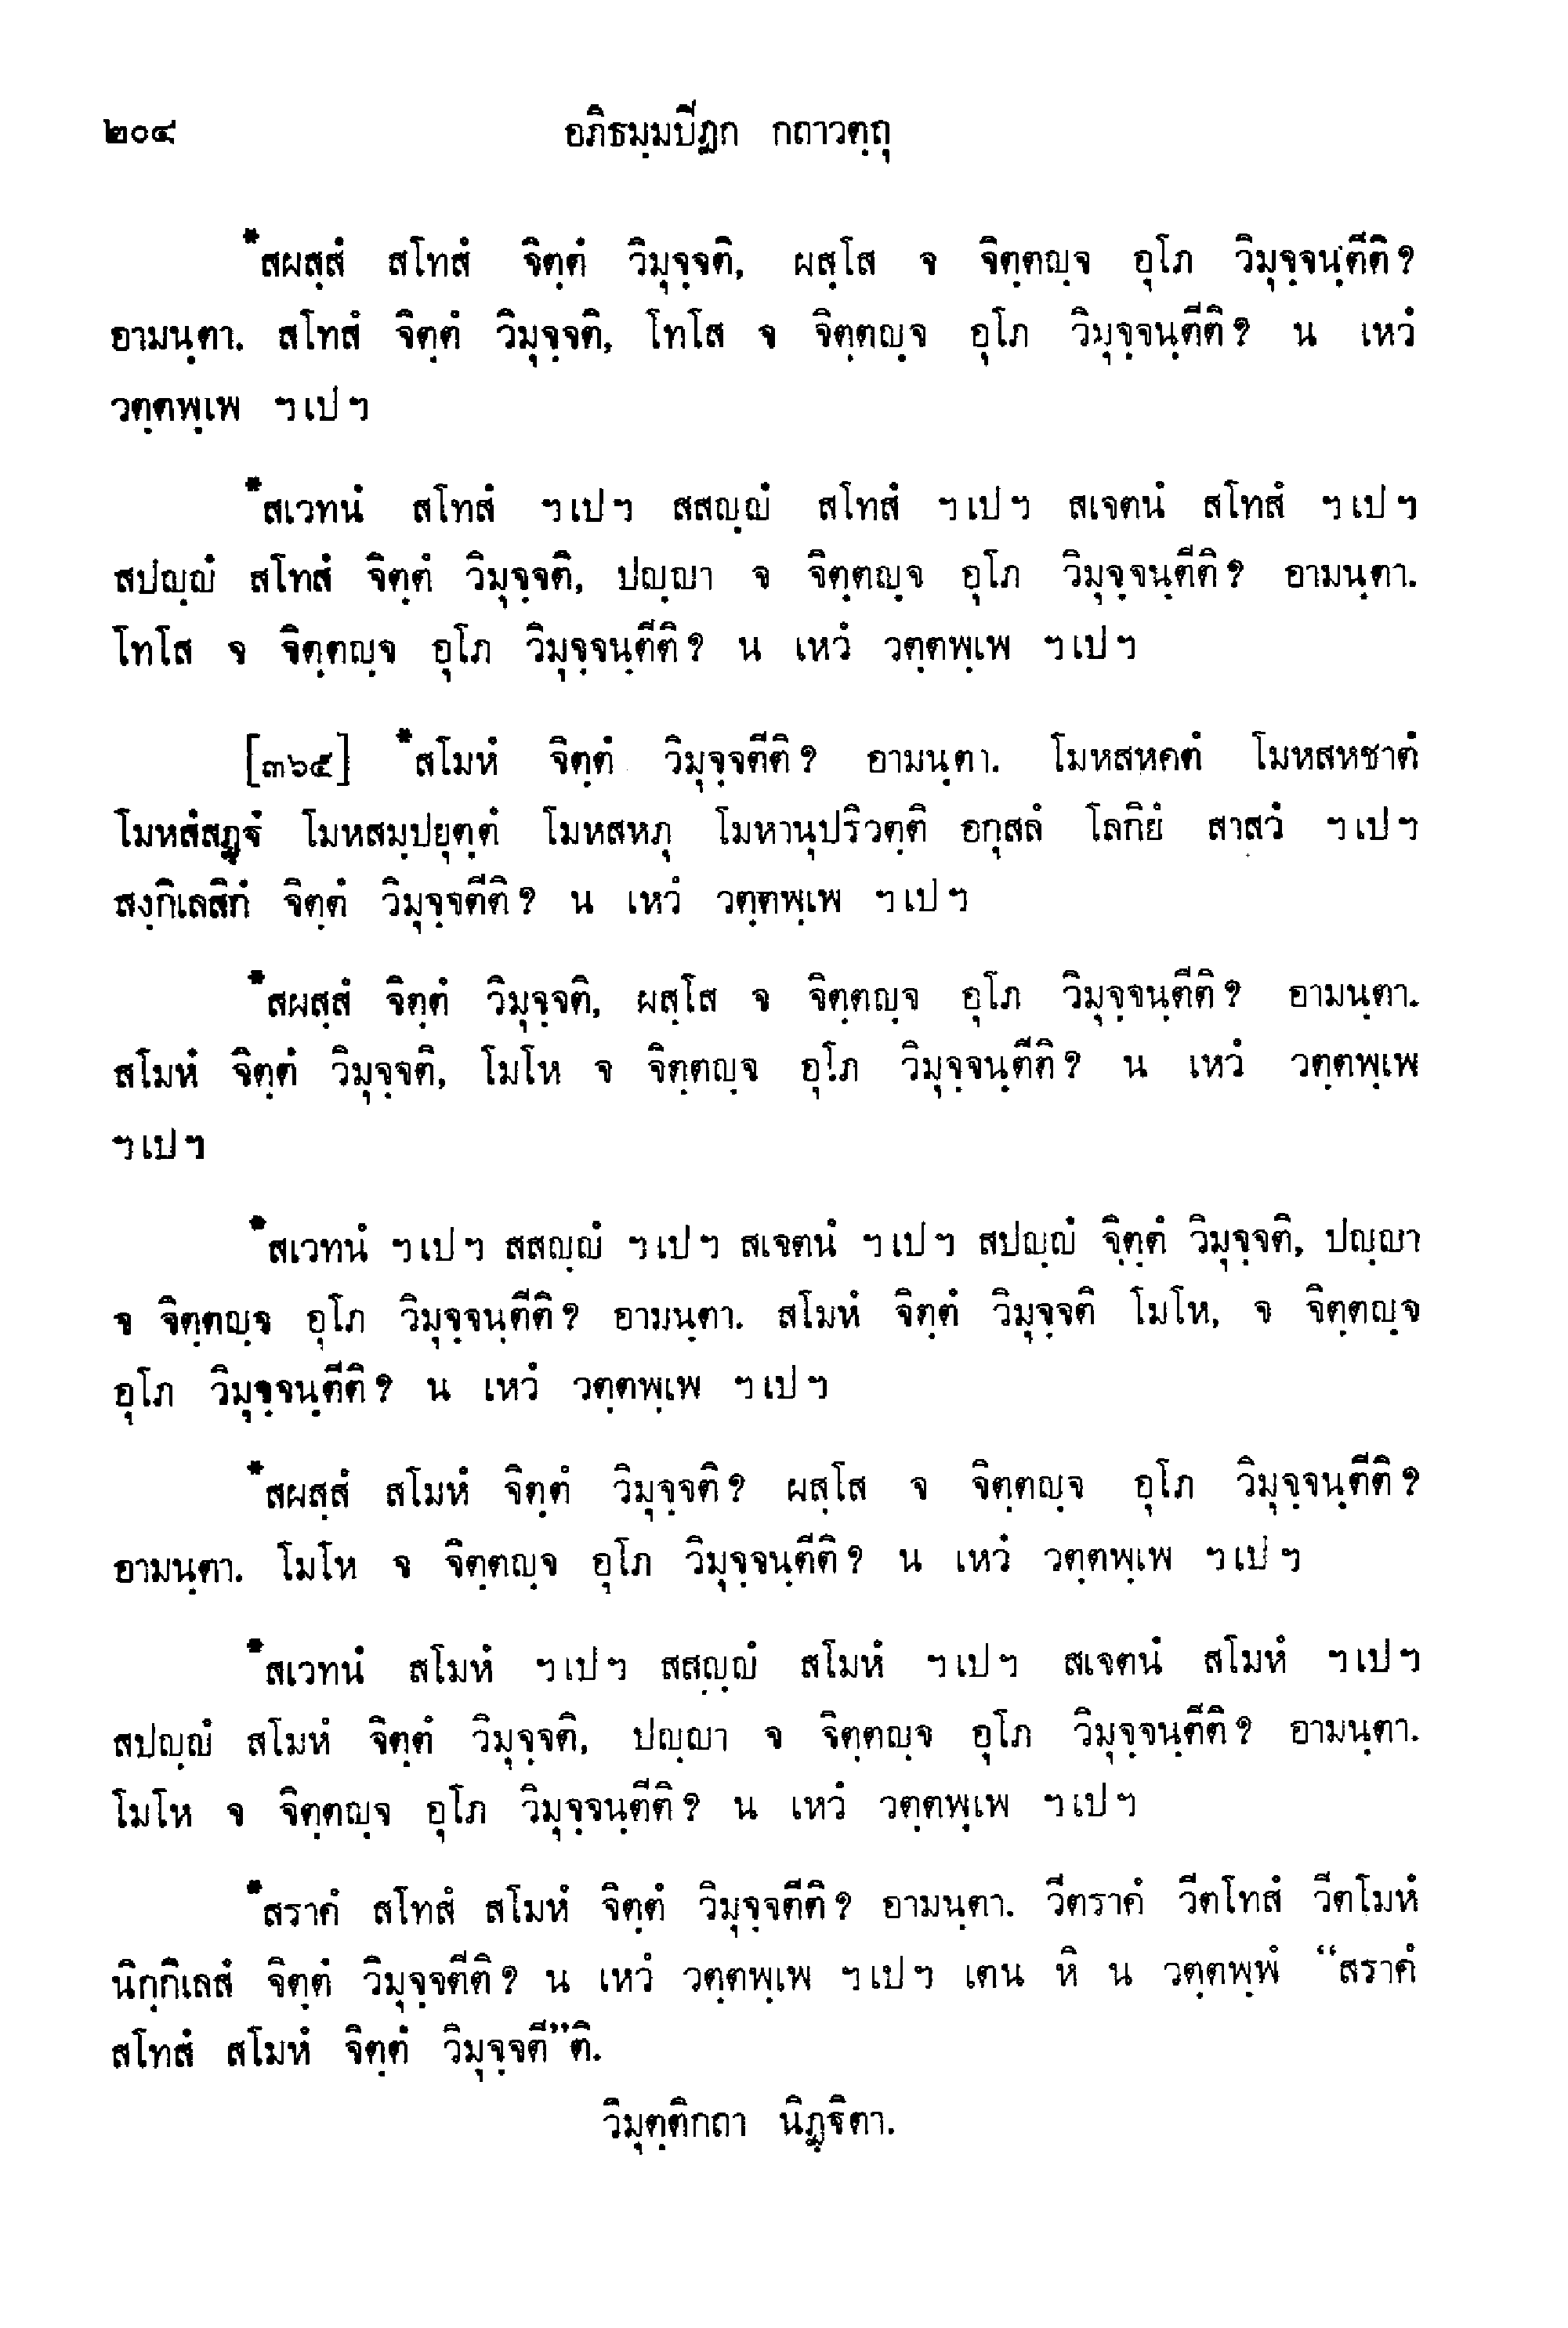 ๒๐๔ อภิธมฺมปีฏก กถาวตฺถุ
*สผสฺสํ สโทสํ จิตฺตํ วิมุจฺจติ, ผสฺโส จ จิตฺตญฺจ อุโภ วิมุจฺจนฺตีติ?
อามนฺตา. สโทสํ จิตฺตํ วิมุจฺจติ, โทโส จ จิตฺตญฺจ อุโภ วิมุจฺจนฺตีติ? น เหวํ
วตฺตพฺเพ ฯเปฯ
*สเวทนํ สโทสํ ฯเปฯ สสญฺญํ สโทสํ ฯเปฯ สเจตนํ สโทสํ ฯเปฯ
สปญฺญํ สโทสํ จิตฺตํ วิมุจฺจติ, ปญฺญา จ จิตฺตญฺจ อุโภ วิมุจฺจนฺตีติ? อามนฺตา.
โทโส จ จิตฺตญฺจ อุโภ วิมุจฺจนฺตีติ? น เหวํ วตฺตพฺเพ ฯเปฯ
[๓๖๕] *สโมหํ จิตฺตํ วิมุจฺจตีติ? อามนฺตา. โมหสหคตํ โมหสหชาตํ
โมหสํสฏฺฐํ โมหสมฺปยุตฺตํ โมหสหภุ โมหานุปริวตฺติ อกุสลํ โลกิยํ สาสวํ ฯเปฯ
สงฺกิเลสิกํ จิตฺตํ วิมุจฺจตีติ? น เหวํ วตฺตพฺเพ ฯเปฯ
*สผสฺสํ จิตฺตํ วิมุจฺจติ, ผสฺโส จ จิตฺตญฺจ อุโภ วิมุจฺจนฺตีติ? อามนฺตา.
สโมหํ จิตฺตํ วิมุจฺจติ, โมโห จ จิตฺตญฺจ อุโภ วิมุจฺจนฺตีติ? น เหวํ วตฺตพฺเพ
ฯเปฯ
*สเวทนํ ฯเปฯ สสญฺญํ ฯเปฯ สเจตนํ ฯเปฯ สปญฺญํ จิตฺตํ วิมุจฺจติ, ปญฺญา
จ จิตฺตญฺจ อุโภ วิมุจฺจนฺตีติ? อามนฺตา. สโมหํ จิตฺตํ วิมุจฺจติ โมโห, จ จิตฺตญฺจ
อุโภ วิมุจฺจนฺตีติ? น เหวํ วตฺตพฺเพ ฯเปฯ
*สผสฺสํ สโมหํ จิตฺตํ วิมุจฺจติ? ผสฺโส จ จิตฺตญฺจ อุโภ วิมุจฺจนฺตีติ?
อามนฺตา. โมโห จ จิตฺตญฺจ อุโภ วิมุจฺจนฺตีติ? น เหวํ วตฺตพฺเพ ฯเปฯ
*สเวทนํ สโมหํ ฯเปฯ สสญฺญํ สโมหํ ฯเปฯ สเจตนํ สโมหํ ฯเปฯ
สปญฺญํ สโมหํ จิตฺตํ วิมุจฺจติ, ปญฺญา จ จิตฺตญฺจ อุโภ วิมุจฺจนฺตีติ? อามนฺตา.
โมโห จ จิตฺตญฺจ อุโภ วิมุจฺจนฺตีติ? น เหวํ วตฺตพฺเพ ฯเปฯ
*สราคํ สโทสํ สโมหํ จิตฺตํ วิมุจฺจตีติ? อามนฺตา. วีตราคํ วีตโทสํ วีตโมหํ
นิกฺกิเลสํ จิตฺตํ วิมุจฺจตีติ? น เหวํ วตฺตพฺเพ ฯเปฯ เตน หิ น วตฺตพฺพํ “สราคํ
สโทสํ สโมหํ จิตฺตํ วิมุจฺจตี”ติ.
วิมุตฺติกถา นิฏฺฐิตา.